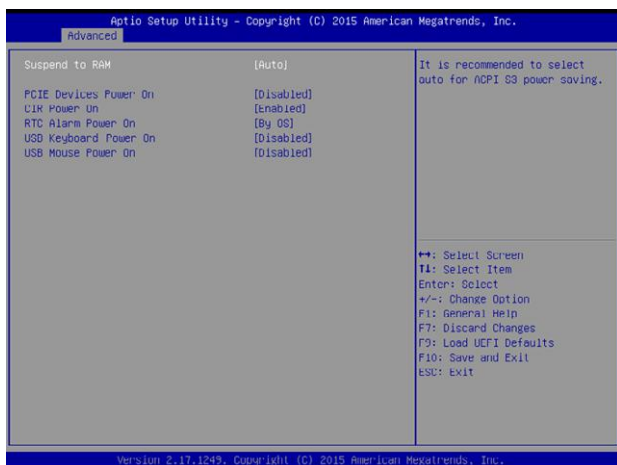 Aptio Setup Utility – Copyright (C) 2015 American Megatrends, Inc.
Advanced
Suspend to RAM [Auto]
PCIE Devices Power On [Disabled]
CIR Power On [Enabled]
RTC Alarm Power On [By OS]
USB Keyboard Power On [Disabled]
USB Mouse Power On [Disabled]
It is recommended to select
auto for ACPI S3 power saving.
↔: Select Screen
↑↓: Select Item
Enter: Select
+/-: Change Option
F1: General Help
F7: Discard Changes
F9: Load UEFI Defaults
F10: Save and Exit
ESC: Exit
Version 2.17.1249. Copyright (C) 2015 American Megatrends, Inc.